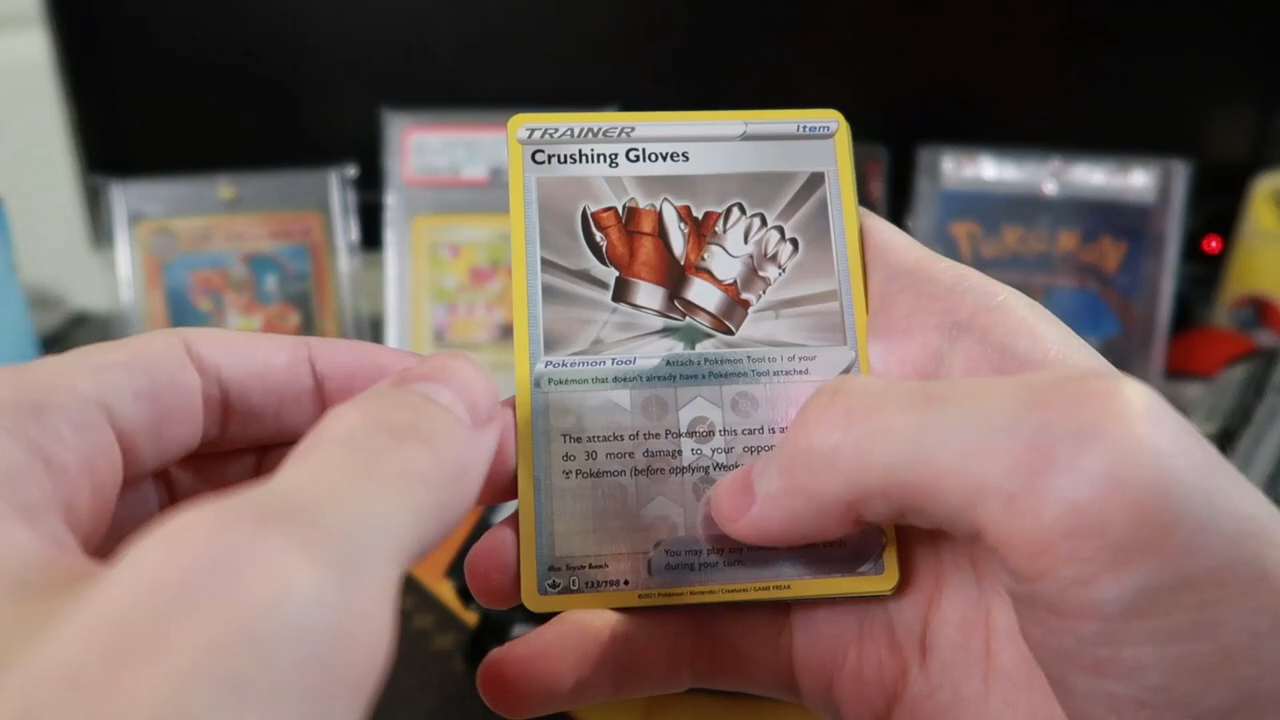 TRAINER Item
Crushing Gloves
Pokémon Tool Attach a Pokémon Tool to 1 of your
Pokémon that doesn't already have a Pokémon Tool attached.
The attacks of the Pokémon this card is
do 30 more damage to your
Pokémon (before applying
You may play any
during your turn.
Illus. Toyste Beach
E 133/198
©2021 Pokémon / Nintendo / Creatures / GAME FREAK
POKéMON